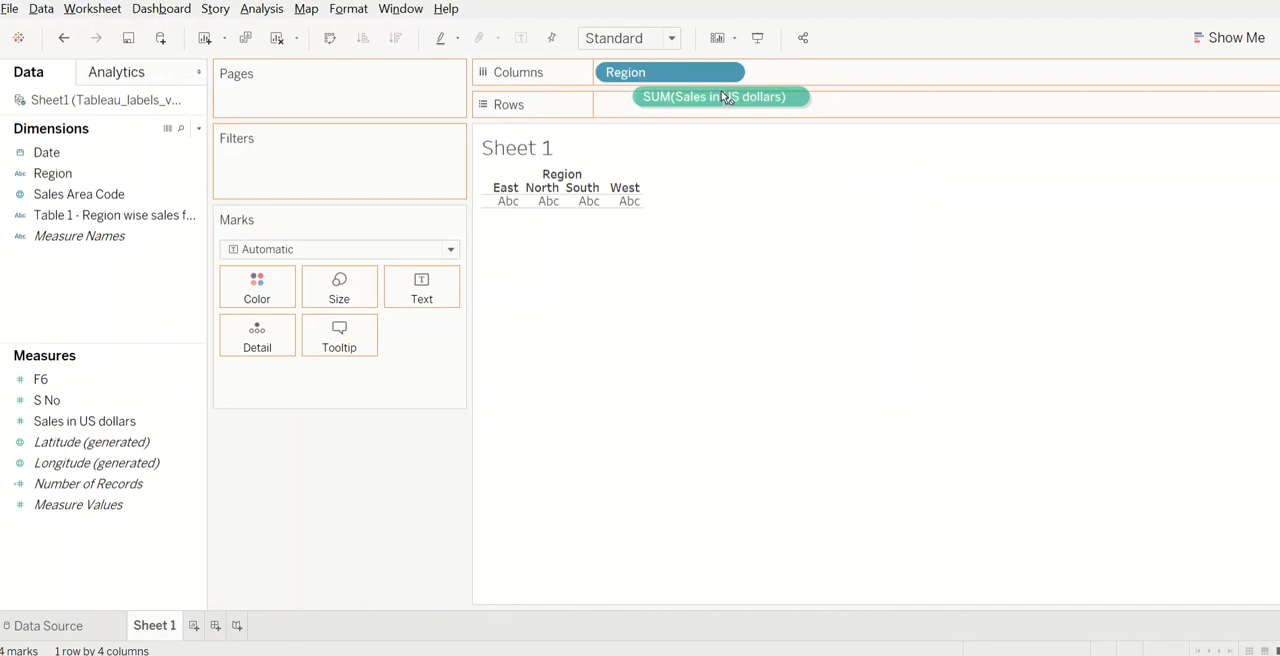 File Data Worksheet Dashboard Story Analysis Map Format Window Help
Standard
Show Me
Data Analytics
Sheet1 (Tableau_labels_v...
Dimensions
Date
Region
Sales Area Code
Table 1 - Region wise sales f...
Measure Names
Measures
F6
S No
Sales in US dollars
Latitude (generated)
Longitude (generated)
Number of Records
Measure Values
Pages
Filters
Marks
Automatic
Color Size Text
Detail Tooltip
Columns Region
SUM(Sales in US dollars)
Rows
Sheet 1
Region
East North South West
Abc Abc Abc Abc
Data Source Sheet 1
4 marks 1 row by 4 columns